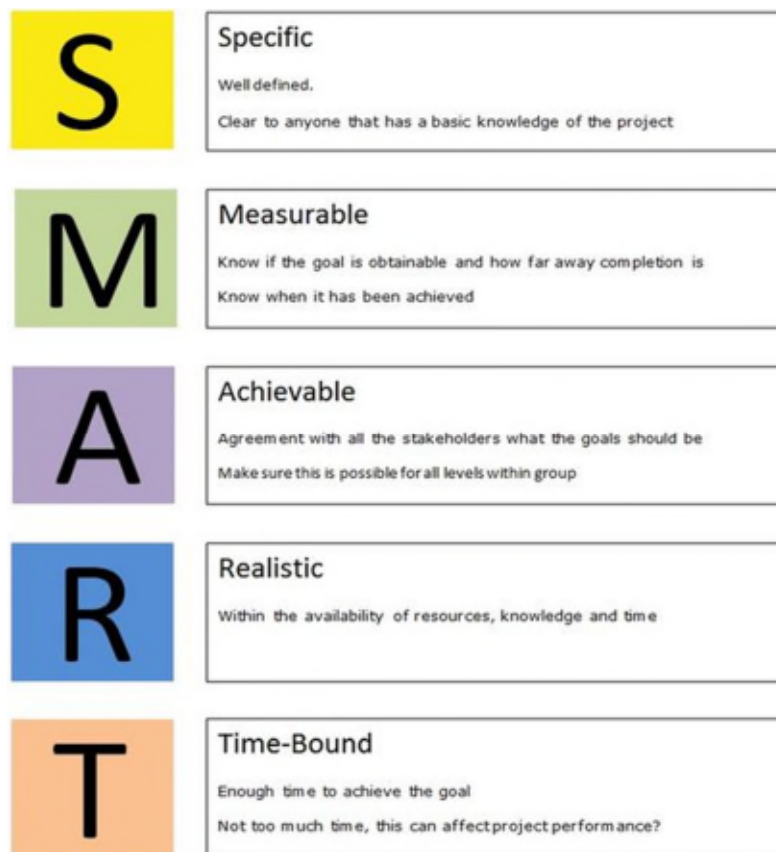 S
Specific
Well defined.
Clear to anyone that has a basic knowledge of the project
M
Measurable
Know if the goal is obtainable and how far away completion is
Know when it has been achieved
A
Achievable
Agreement with all the stakeholders what the goals should be
Make sure this is possible for all levels within group
R
Realistic
Within the availability of resources, knowledge and time
T
Time-Bound
Enough time to achieve the goal
Not too much time, this can affect project performance?